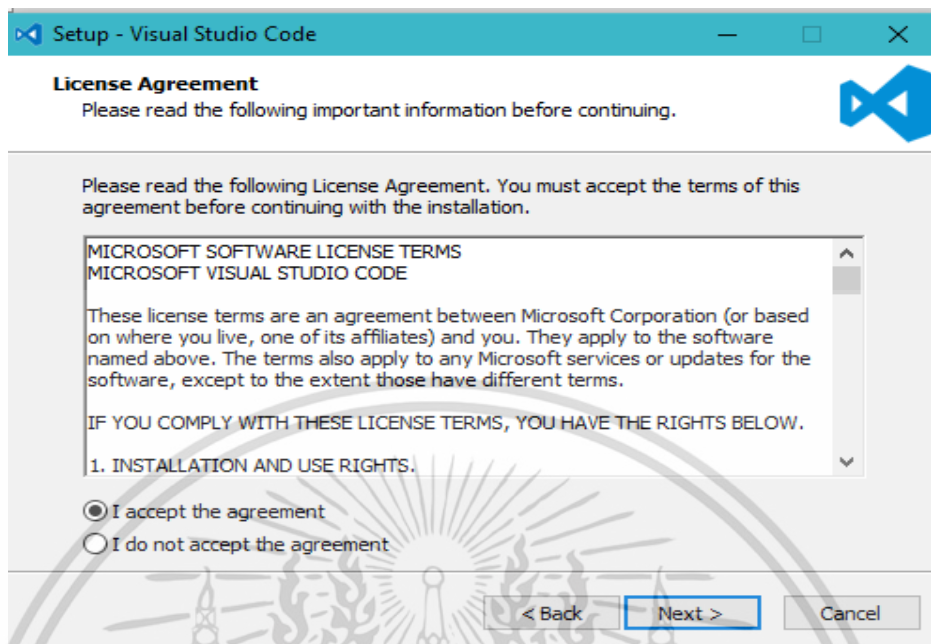 Setup - Visual Studio Code
License Agreement
Please read the following important information before continuing.
Please read the following License Agreement. You must accept the terms of this
agreement before continuing with the installation.
MICROSOFT SOFTWARE LICENSE TERMS
MICROSOFT VISUAL STUDIO CODE
These license terms are an agreement between Microsoft Corporation (or based
on where you live, one of its affiliates) and you. They apply to the software
named above. The terms also apply to any Microsoft services or updates for the
software, except to the extent those have different terms.
IF YOU COMPLY WITH THESE LICENSE TERMS, YOU HAVE THE RIGHTS BELOW.
1. INSTALLATION AND USE RIGHTS.
I accept the agreement
I do not accept the agreement
< Back Next > Cancel